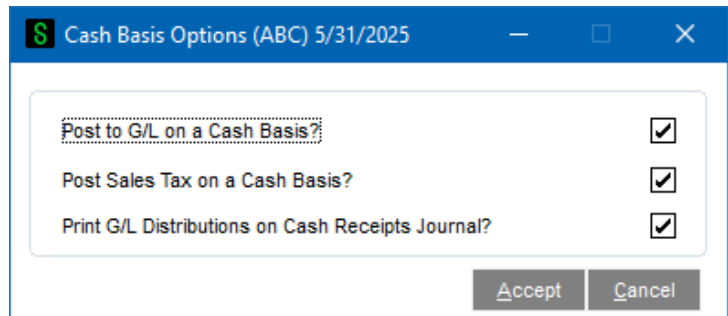 S Cash Basis Options (ABC) 5/31/2025
Post to G/L on a Cash Basis?
Post Sales Tax on a Cash Basis?
Print G/L Distributions on Cash Receipts Journal?
Accept Cancel